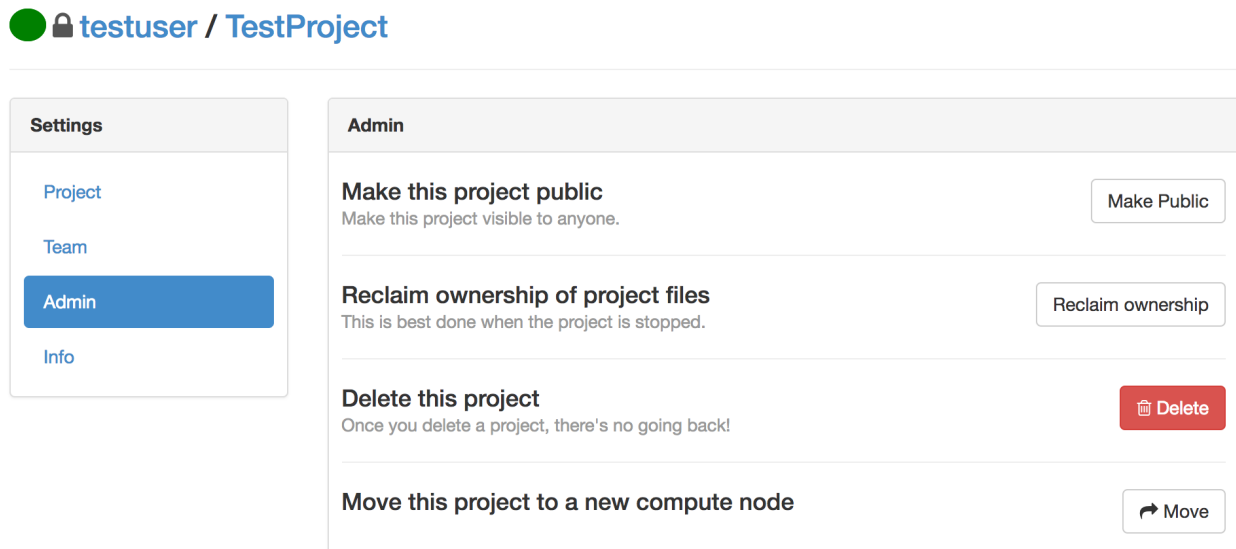 testuser / TestProject
Settings
Project
Team
Admin
Info
Admin
Make this project public
Make this project visible to anyone.
Make Public
Reclaim ownership of project files
This is best done when the project is stopped.
Reclaim ownership
Delete this project
Once you delete a project, there's no going back!
Delete
Move this project to a new compute node
Move